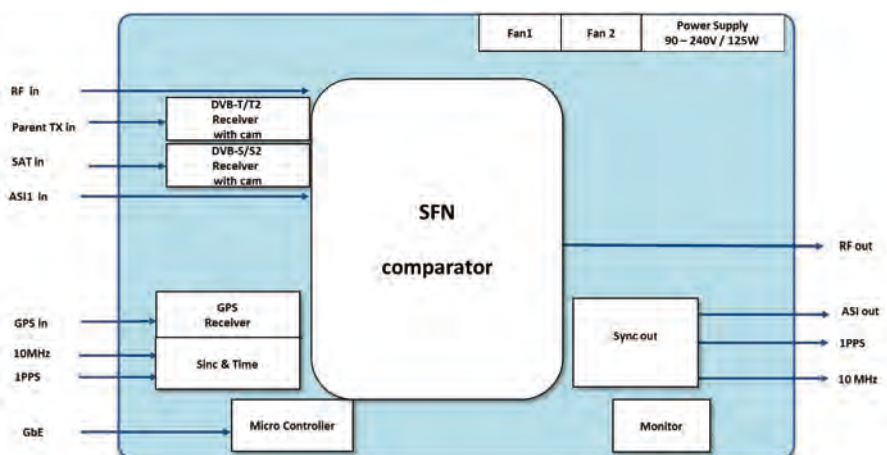 Fan1
Fan 2
Power Supply
90 – 240V / 125W
RF in
Parent TX in
SAT in
ASI1 in
DVB-T/T2
Receiver
with cam
DVB-S/S2
Receiver
with cam
SFN
comparator
RF out
GPS in
10MHz
1PPS
GPS
Receiver
Sinc & Time
Sync out
ASI out
1PPS
10 MHz
GbE
Micro Controller
Monitor